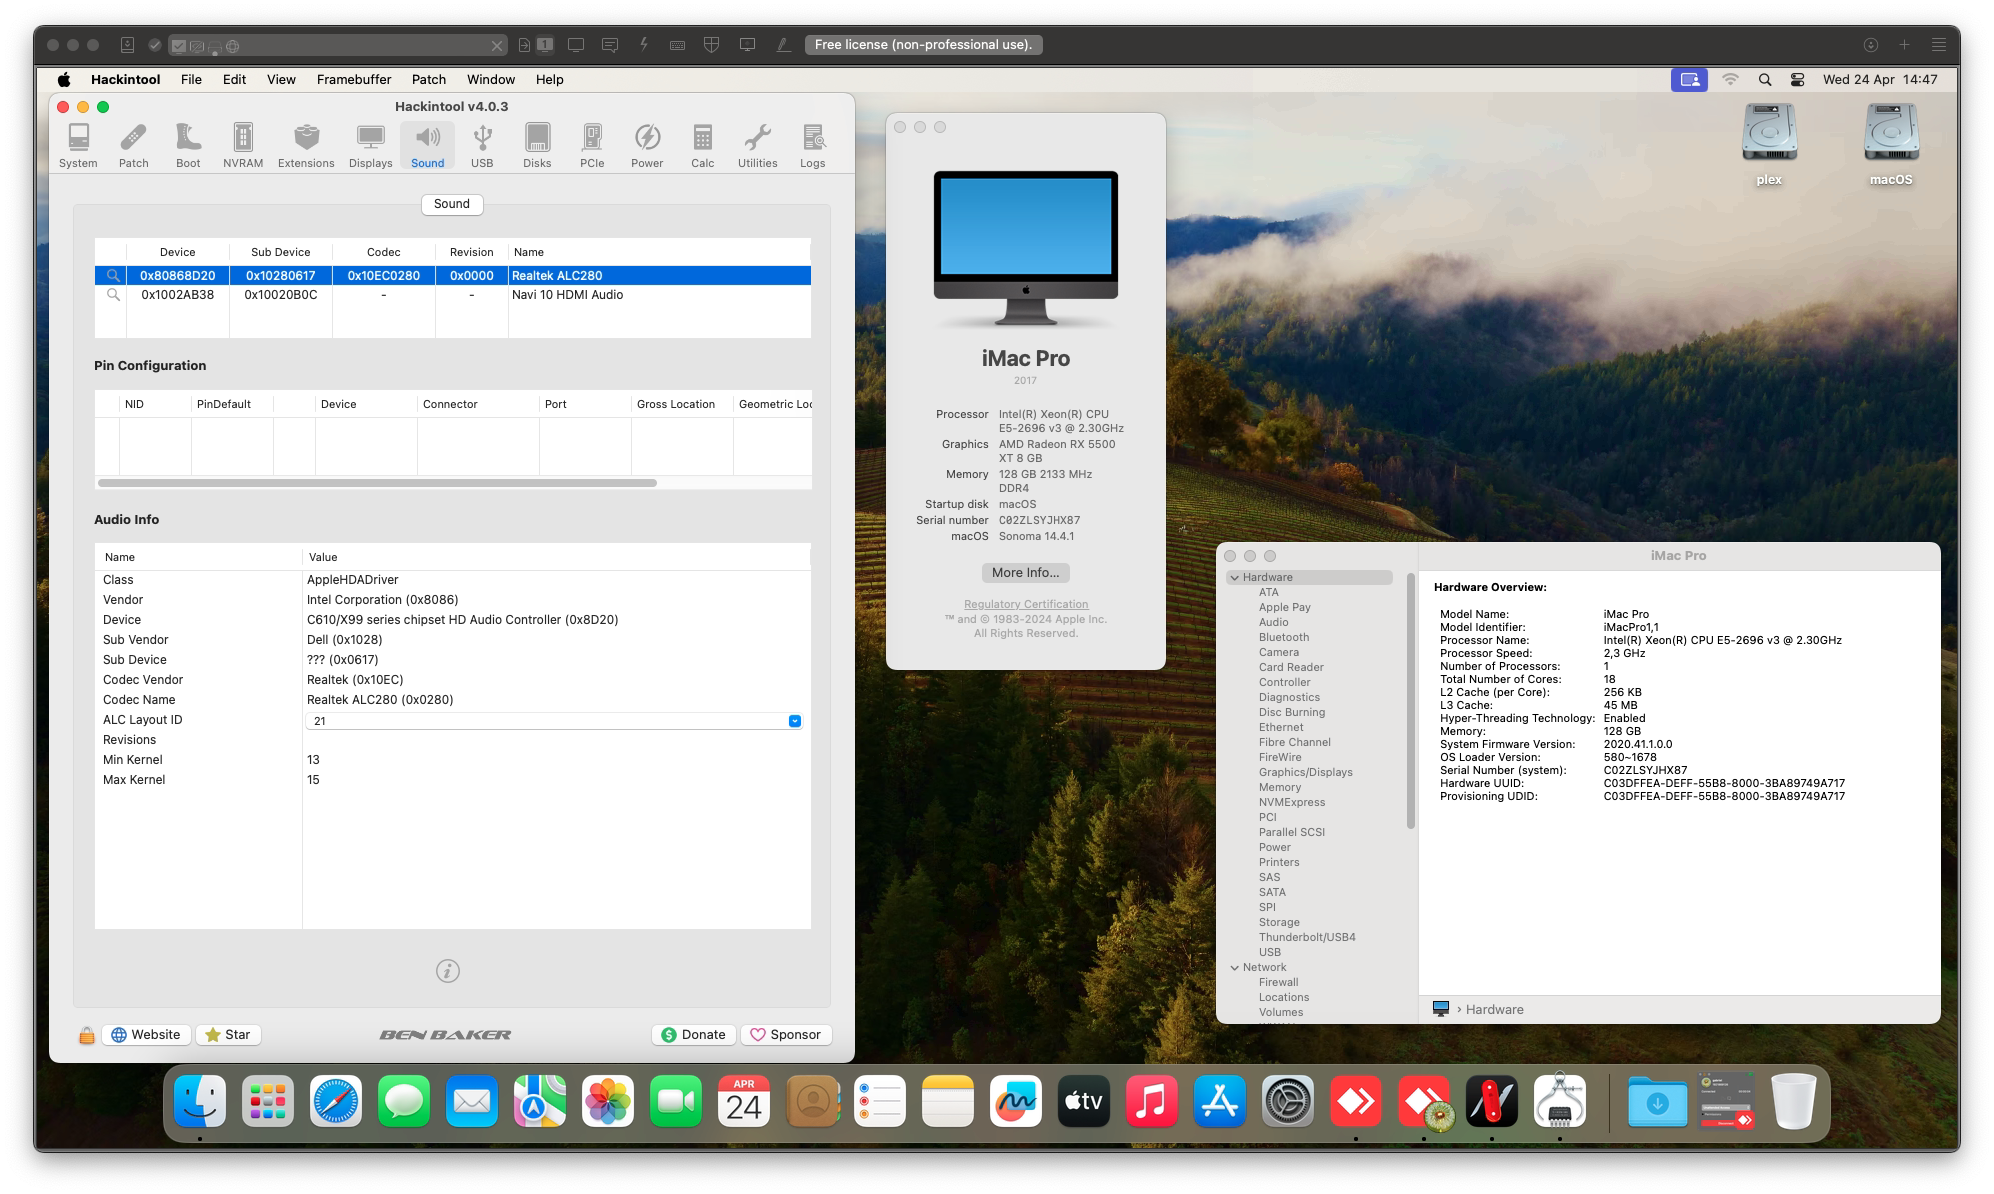 1
Free license (non-professional use).
Hackintool File Edit View Framebuffer Patch Window Help
Wed 24 Apr 14:47
Hackintool v4.0.3
System Patch Boot NVRAM Extensions Displays Sound USB Disks PCIe Power Calc Utilities Logs
Sound
Device Sub Device Codec Revision Name
0x80868D20 0x10280617 0x10EC0280 0x0000 Realtek ALC280
0x1002AB38 0x10020B0C - - Navi 10 HDMI Audio
Pin Configuration
NID PinDefault Device Connector Port Gross Location Geometric Loc
Audio Info
Name Value
Class AppleHDADriver
Vendor Intel Corporation (0x8086)
Device C610/X99 series chipset HD Audio Controller (0x8D20)
Sub Vendor Dell (0x1028)
Sub Device ??? (0x0617)
Codec Vendor Realtek (0x10EC)
Codec Name Realtek ALC280 (0x0280)
ALC Layout ID 21
Revisions
Min Kernel 13
Max Kernel 15
Website Star BEN BAKER Donate Sponsor
iMac Pro
2017
Processor Intel(R) Xeon(R) CPU
E5-2696 v3 @ 2.30GHz
Graphics AMD Radeon RX 5500
XT 8 GB
Memory 128 GB 2133 MHz
DDR4
Startup disk macOS
Serial number C02ZLSYJHX87
macOS Sonoma 14.4.1
More Info...
Regulatory Certification
™ and © 1983-2024 Apple Inc.
All Rights Reserved.
plex macOS
iMac Pro
Hardware
ATA
Apple Pay
Audio
Bluetooth
Camera
Card Reader
Controller
Diagnostics
Disc Burning
Ethernet
Fibre Channel
FireWire
Graphics/Displays
Memory
NVMExpress
PCI
Parallel SCSI
Power
Printers
SAS
SATA
SPI
Storage
Thunderbolt/USB4
USB
Network
Firewall
Locations
Volumes
Hardware Overview:
Model Name: iMac Pro
Model Identifier: iMacPro1,1
Processor Name: Intel(R) Xeon(R) CPU E5-2696 v3 @ 2.30GHz
Processor Speed: 2,3 GHz
Number of Processors: 1
Total Number of Cores: 18
L2 Cache (per Core): 256 KB
L3 Cache: 45 MB
Hyper-Threading Technology: Enabled
Memory: 128 GB
System Firmware Version: 2020.41.1.0.0
OS Loader Version: 580~1678
Serial Number (system): C02ZLSYJHX87
Hardware UUID: C03DFFEA-DEFF-55B8-8000-3BA89749A717
Provisioning UDID: C03DFFEA-DEFF-55B8-8000-3BA89749A717
› Hardware
APR
24
tv